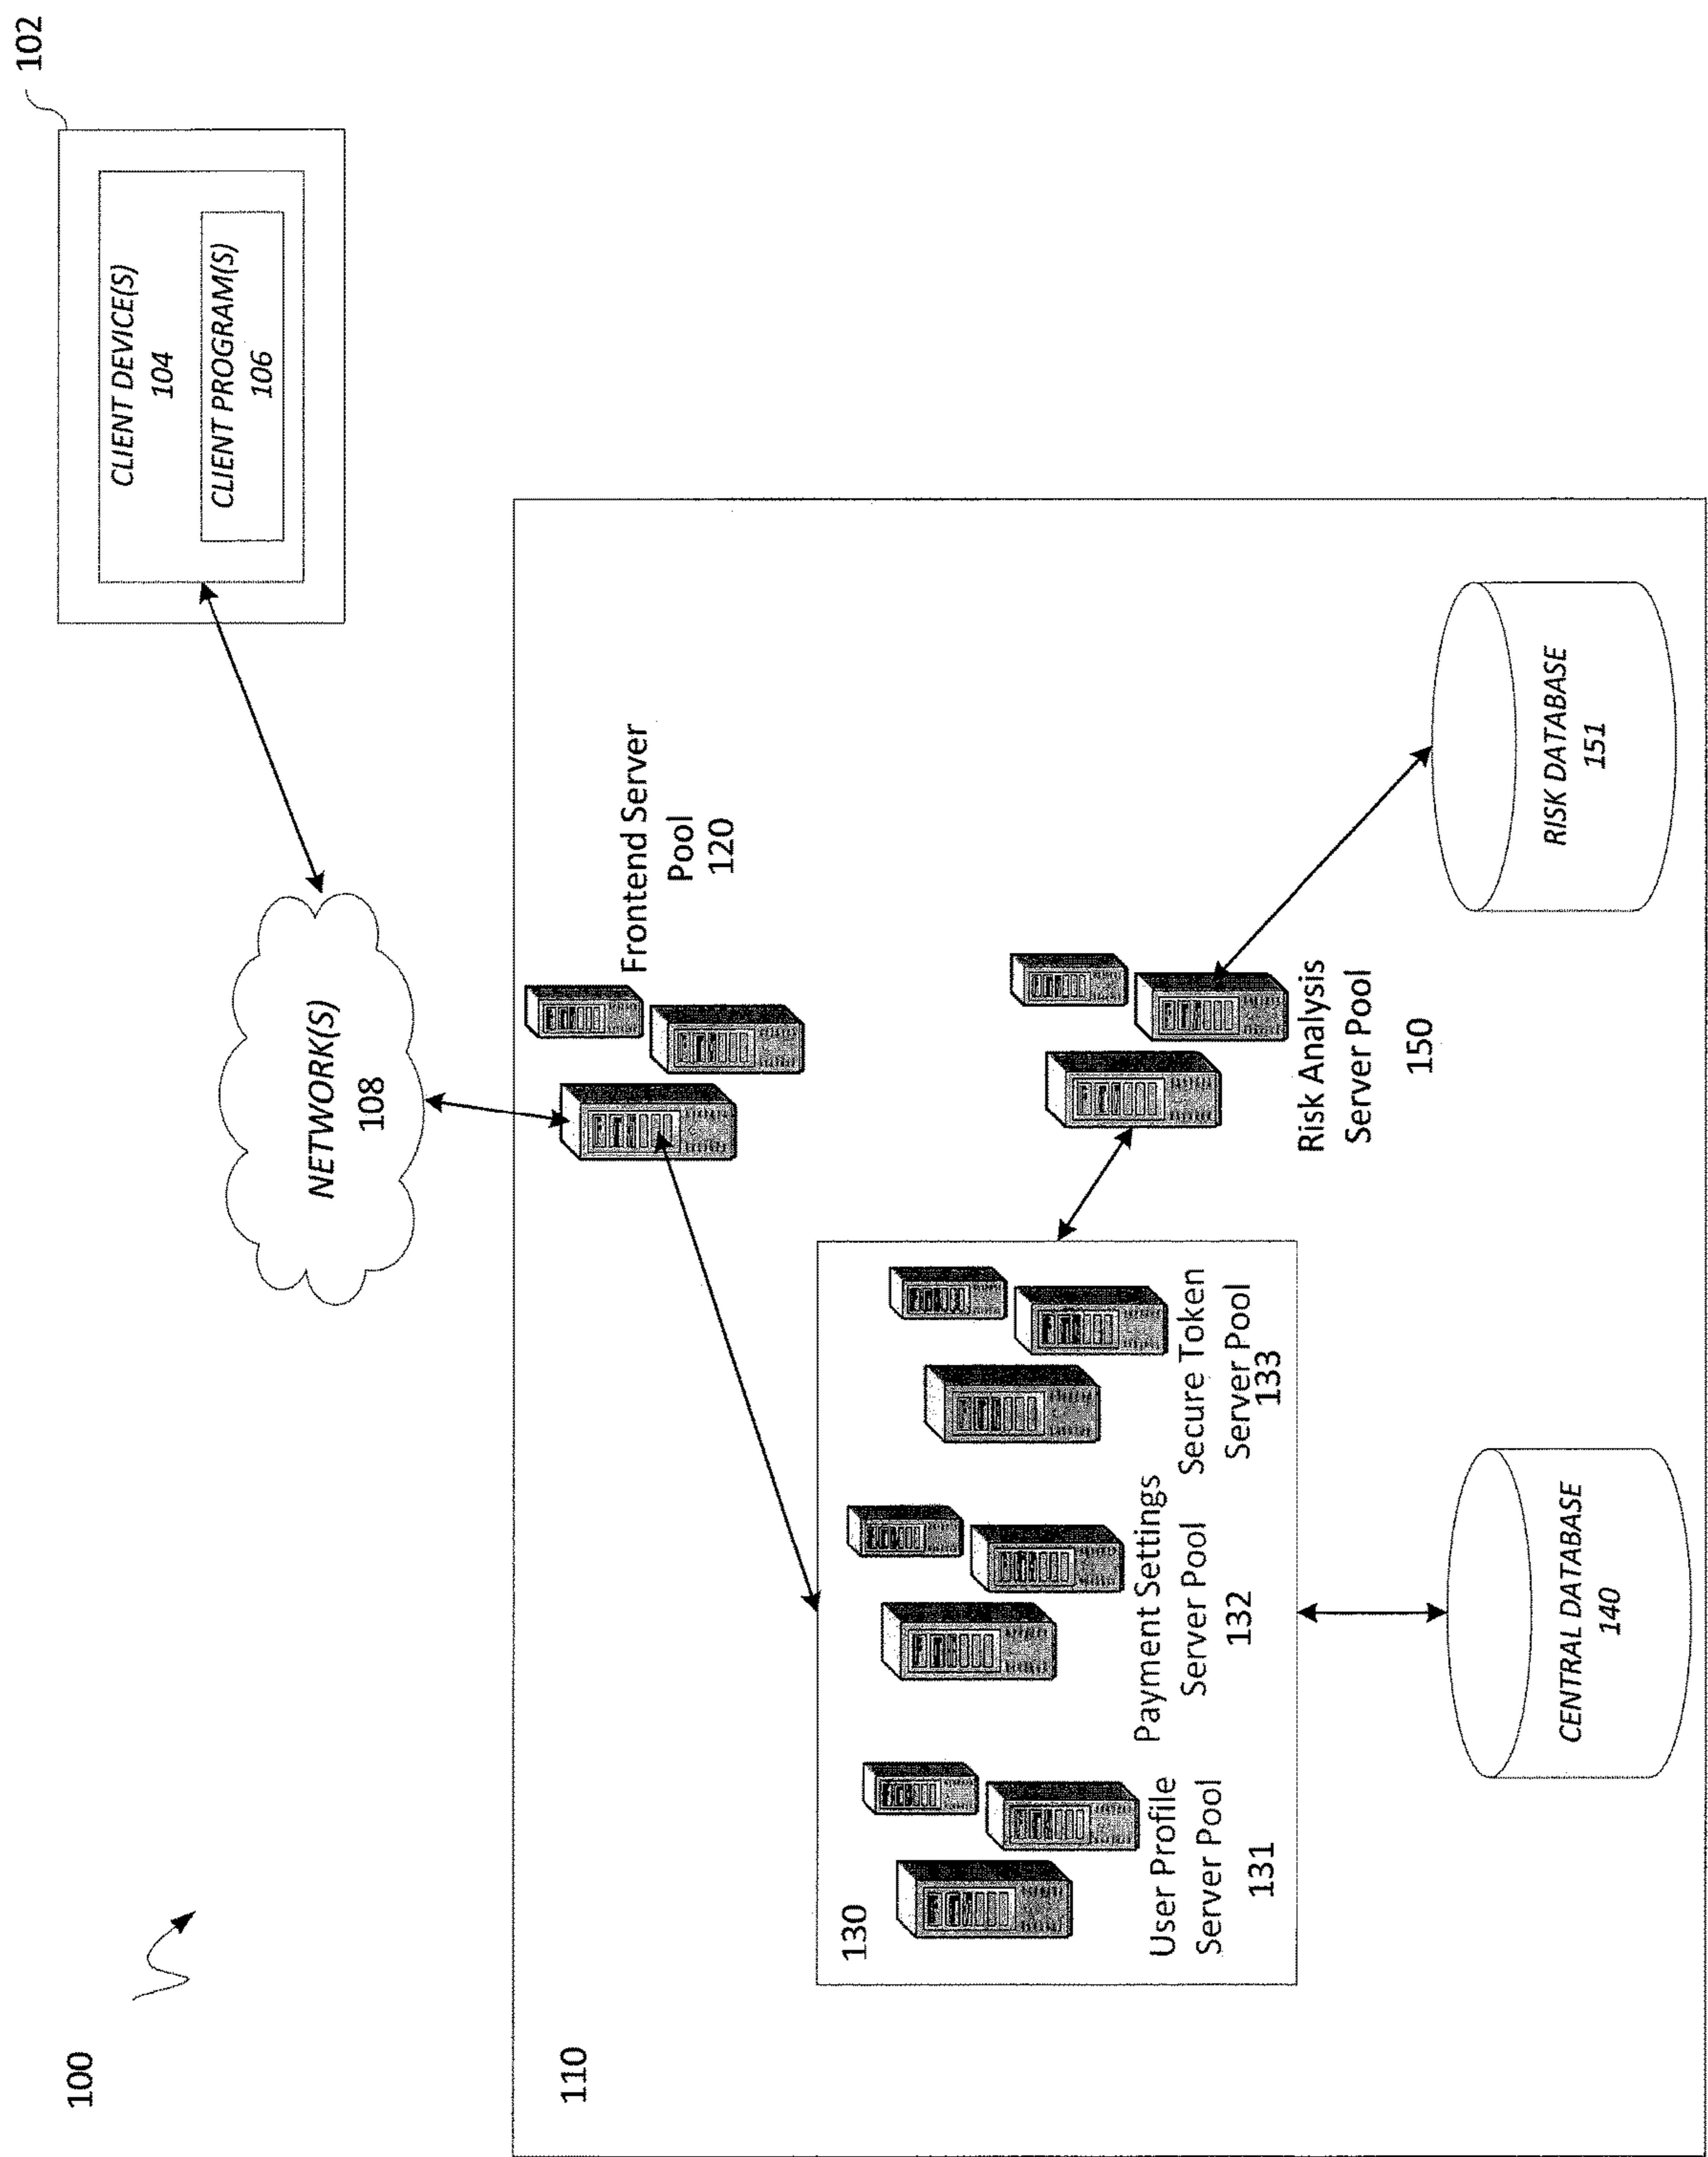 100
102
CLIENT DEVICE(S)
104
CLIENT PROGRAM(S)
106
NETWORK(S)
108
110
Frontend Server
Pool
120
130
User Profile
Server Pool
131
Payment Settings
Server Pool
132
Secure Token
Server Pool
133
Risk Analysis
Server Pool
150
CENTRAL DATABASE
140
RISK DATABASE
151